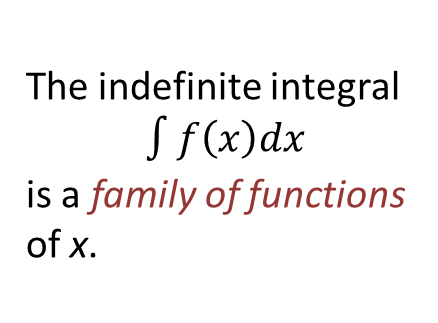 The indefinite integral
∫ f(x)dx
is a family of functions
of x.